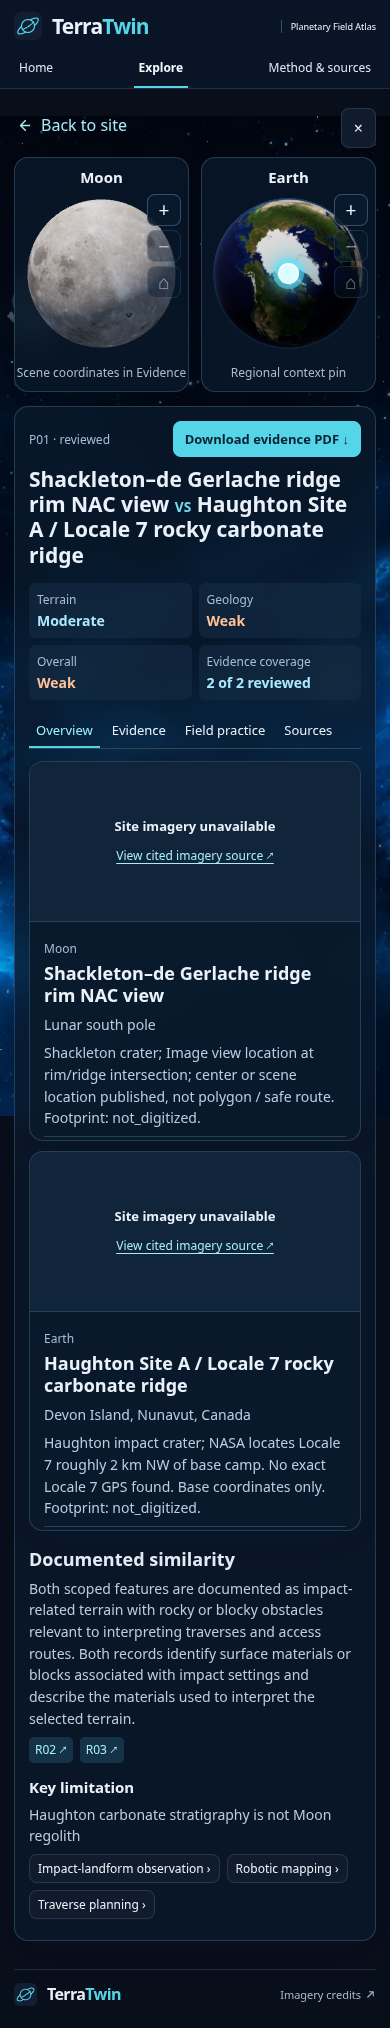 TerraTwin
Planetary Field Atlas
Home
Explore
Method & sources
← Back to site
×
Moon
+
−
⌂
Scene coordinates in Evidence
Earth
+
−
⌂
Regional context pin
P01 · reviewed
Download evidence PDF ↓
Shackleton–de Gerlache ridge
rim NAC view vs Haughton Site
A / Locale 7 rocky carbonate
ridge
Terrain
Moderate
Geology
Weak
Overall
Weak
Evidence coverage
2 of 2 reviewed
Overview
Evidence
Field practice
Sources
Site imagery unavailable
View cited imagery source ↗
Moon
Shackleton–de Gerlache ridge
rim NAC view
Lunar south pole
Shackleton crater; Image view location at
rim/ridge intersection; center or scene
location published, not polygon / safe route.
Footprint: not_digitized.
Site imagery unavailable
View cited imagery source ↗
Earth
Haughton Site A / Locale 7 rocky
carbonate ridge
Devon Island, Nunavut, Canada
Haughton impact crater; NASA locates Locale
7 roughly 2 km NW of base camp. No exact
Locale 7 GPS found. Base coordinates only.
Footprint: not_digitized.
Documented similarity
Both scoped features are documented as impact-
related terrain with rocky or blocky obstacles
relevant to interpreting traverses and access
routes. Both records identify surface materials or
blocks associated with impact settings and
describe the materials used to interpret the
selected terrain.
R02 ↗
R03 ↗
Key limitation
Haughton carbonate stratigraphy is not Moon
regolith
Impact-landform observation ›
Robotic mapping ›
Traverse planning ›
TerraTwin
Imagery credits ↗